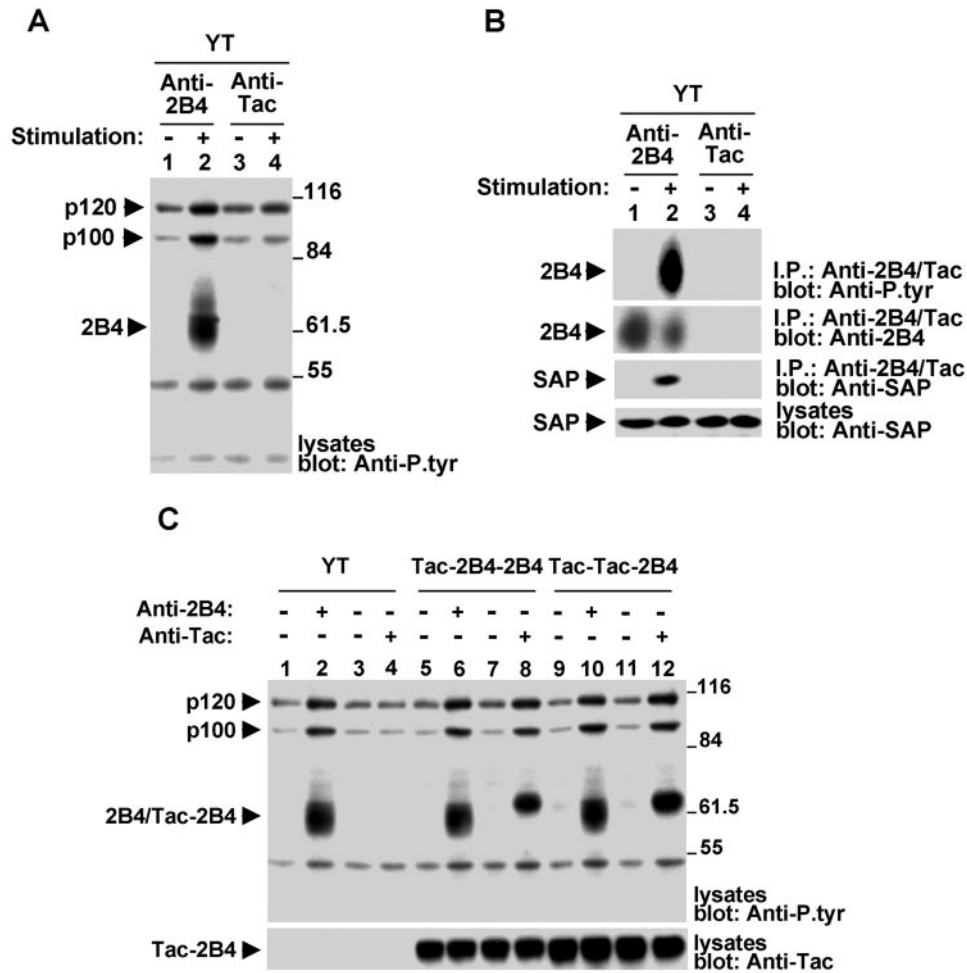 A
YT
Anti-2B4 Anti-Tac
Stimulation: - + - +
1 2 3 4
p120
p100
2B4
116
84
61.5
55
lysates
blot: Anti-P.tyr
B
YT
Anti-2B4 Anti-Tac
Stimulation: - + - +
1 2 3 4
2B4
I.P.: Anti-2B4/Tac
blot: Anti-P.tyr
2B4
I.P.: Anti-2B4/Tac
blot: Anti-2B4
SAP
I.P.: Anti-2B4/Tac
blot: Anti-SAP
SAP
lysates
blot: Anti-SAP
C
YT Tac-2B4-2B4 Tac-Tac-2B4
Anti-2B4: - + - - - + - - - + - -
Anti-Tac: - - - + - - - + - - - +
1 2 3 4 5 6 7 8 9 10 11 12
p120
p100
2B4/Tac-2B4
116
84
61.5
55
lysates
blot: Anti-P.tyr
Tac-2B4
lysates
blot: Anti-Tac